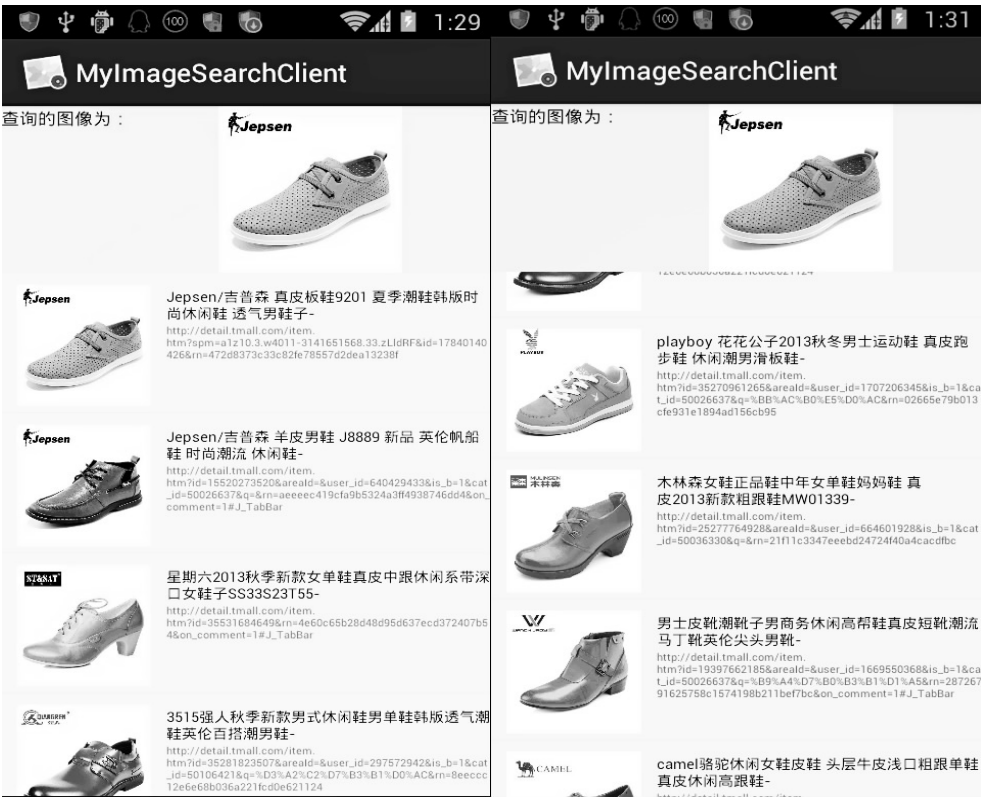 100
1:29
MyImageSearchClient
查询的图像为：
Jepsen
Jepsen
Jepsen/吉普森 真皮板鞋9201 夏季潮鞋韩版时
尚休闲鞋 透气男鞋子-
http://detail.tmall.com/item.
htm?spm=a1z10.3.w4011-3141651568.33.zLIdRF&id=17840140
426&rn=472d8373c33c82fe78557d2dea13238f
Jepsen
Jepsen/吉普森 羊皮男鞋 J8889 新品 英伦帆船
鞋 时尚潮流 休闲鞋-
http://detail.tmall.com/item.
htm?id=15520273520&areaId=&user_id=640429433&is_b=1&cat
_id=50026637&q=&rn=aeeeec419cfa9b5324a3ff4938746dd4&on_
comment=1#J_TabBar
ST&SAT
星期六2013秋季新款女单鞋真皮中跟休闲系带深
口女鞋子SS33S23T55-
http://detail.tmall.com/item.
htm?id=35531684649&rn=4e60c65b28d48d95d637ecd372407b5
4&on_comment=1#J_TabBar
QIANGREN
3515强人秋季新款男式休闲鞋男单鞋韩版透气潮
鞋英伦百搭潮男鞋-
http://detail.tmall.com/item.
htm?id=35281823507&areaId=&user_id=297572942&is_b=1&cat
_id=50106421&q=%D3%A2%C2%D7%B3%B1%D0%AC&rn=8eeccc
12e6e68b036a221fcd0e621124
100
1:31
MyImageSearchClient
查询的图像为：
Jepsen
12e6e68b036a221fcd0e621124
PLAYBOY
playboy 花花公子2013秋冬男士运动鞋 真皮跑
步鞋 休闲潮男滑板鞋-
http://detail.tmall.com/item.
htm?id=35270961265&areaId=&user_id=1707206345&is_b=1&ca
t_id=50026637&q=%BB%AC%B0%E5%D0%AC&rn=02665e79b013
cfe931e1894ad156cb95
MULINSEN
木林森
木林森女鞋正品鞋中年女单鞋妈妈鞋 真
皮2013新款粗跟鞋MW01339-
http://detail.tmall.com/item.
htm?id=25277764928&areaId=&user_id=664601928&is_b=1&cat
_id=50036330&q=&rn=21f11c3347eeebd24724f40a4cacdfbc
男士皮靴潮靴子男商务休闲高帮鞋真皮短靴潮流
马丁靴英伦尖头男靴-
http://detail.tmall.com/item.
htm?id=19397662185&areaId=&user_id=1669550368&is_b=1&ca
t_id=50026637&q=%B9%A4%D7%B0%B3%B1%D1%A5&rn=287267
91625758c1574198b211bef7bc&on_comment=1#J_TabBar
CAMEL
camel骆驼休闲女鞋皮鞋 头层牛皮浅口粗跟单鞋
真皮休闲高跟鞋-